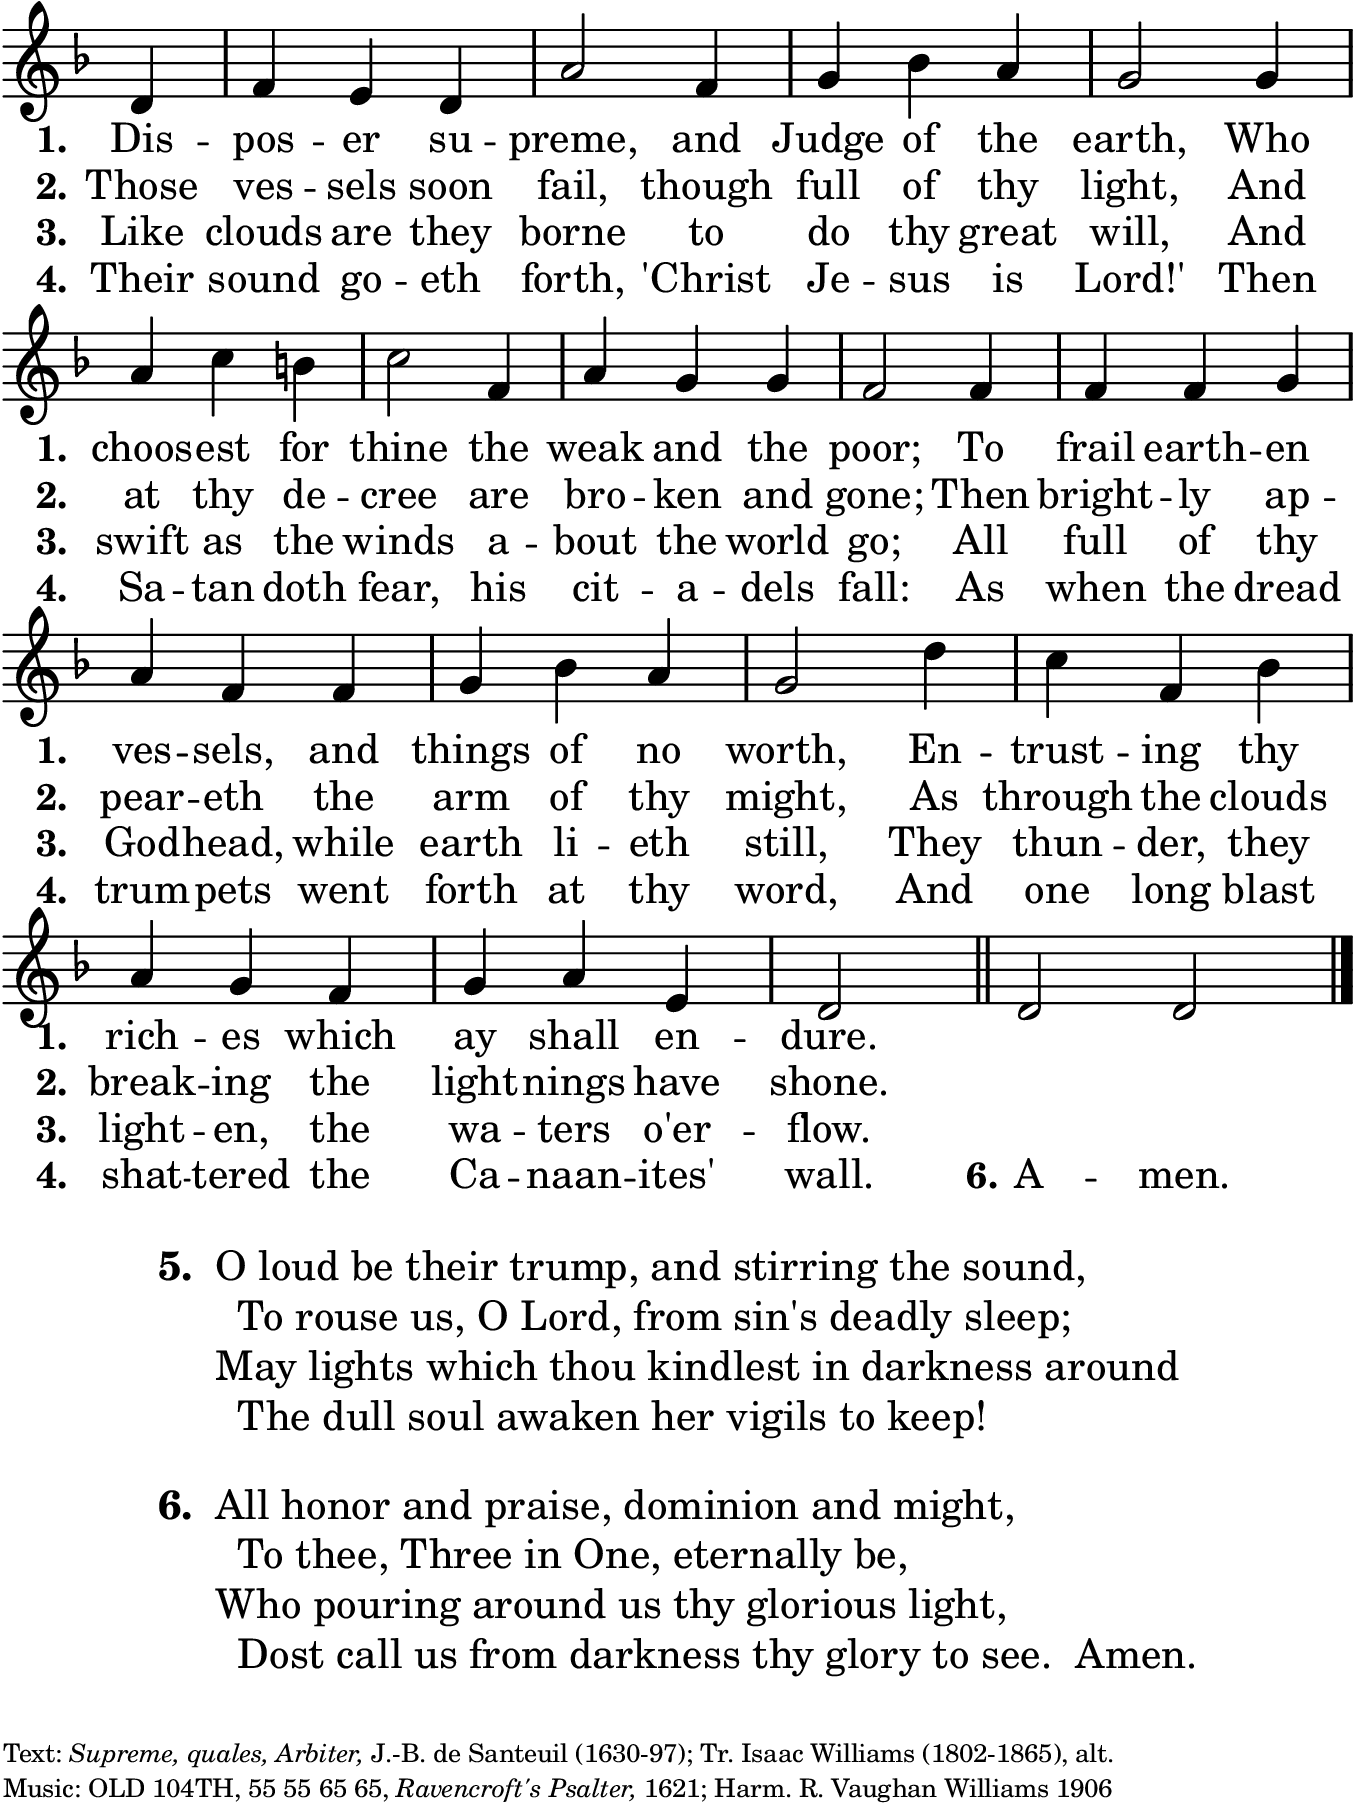 1. Dis - pos - er su - preme, and Judge of the earth, Who
2. Those ves - sels soon fail, though full of thy light, And
3. Like clouds are they borne to do thy great will, And
4. Their sound go - eth forth, 'Christ Je - sus is Lord!' Then
1. choos-est for thine the weak and the poor; To frail earth - en
2. at thy de - cree are bro - ken and gone; Then bright - ly ap -
3. swift as the winds a - bout the world go; All full of thy
4. Sa - tan doth fear, his cit - a - dels fall: As when the dread
1. ves - sels, and things of no worth, En - trust - ing thy
2. pear - eth the arm of thy might, As through the clouds
3. God-head, while earth li - eth still, They thun - der, they
4. trum-pets went forth at thy word, And one long blast
1. rich - es which ay shall en - dure.
2. break - ing the light-nings have shone.
3. light - en, the wa - ters o'er - flow.
4. shat - tered the Ca - naan - ites' wall. 6. A - men.
5. O loud be their trump, and stirring the sound,
To rouse us, O Lord, from sin's deadly sleep;
May lights which thou kindlest in darkness around
The dull soul awaken her vigils to keep!
6. All honor and praise, dominion and might,
To thee, Three in One, eternally be,
Who pouring around us thy glorious light,
Dost call us from darkness thy glory to see. Amen.
Text: Supreme, quales, Arbiter, J.-B. de Santeuil (1630-97); Tr. Isaac Williams (1802-1865), alt.
Music: OLD 104TH, 55 55 65 65, Ravencroft's Psalter, 1621; Harm. R. Vaughan Williams 1906